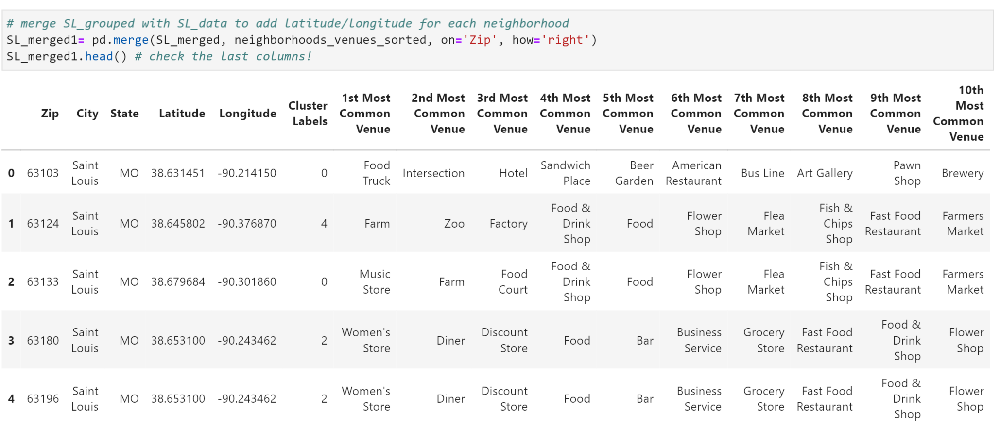 # merge SL_grouped with SL_data to add latitude/longitude for each neighborhood
SL_merged1= pd.merge(SL_merged, neighborhoods_venues_sorted, on='Zip', how='right')
SL_merged1.head() # check the last columns!
Zip City State Latitude Longitude Cluster Labels 1st Most Common Venue 2nd Most Common Venue 3rd Most Common Venue 4th Most Common Venue 5th Most Common Venue 6th Most Common Venue 7th Most Common Venue 8th Most Common Venue 9th Most Common Venue 10th Most Common Venue
0 63103 Saint Louis MO 38.631451 -90.214150 0 Food Truck Intersection Hotel Sandwich Place Beer Garden American Restaurant Bus Line Art Gallery Pawn Shop Brewery
1 63124 Saint Louis MO 38.645802 -90.376870 4 Farm Zoo Factory Food & Drink Shop Food Flower Shop Flea Market Fish & Chips Shop Fast Food Restaurant Farmers Market
2 63133 Saint Louis MO 38.679684 -90.301860 0 Music Store Farm Food Court Food & Drink Shop Food Flower Shop Flea Market Fish & Chips Shop Fast Food Restaurant Farmers Market
3 63180 Saint Louis MO 38.653100 -90.243462 2 Women's Store Diner Discount Store Food Bar Business Service Grocery Store Fast Food Restaurant Food & Drink Shop Flower Shop
4 63196 Saint Louis MO 38.653100 -90.243462 2 Women's Store Diner Discount Store Food Bar Business Service Grocery Store Fast Food Restaurant Food & Drink Shop Flower Shop